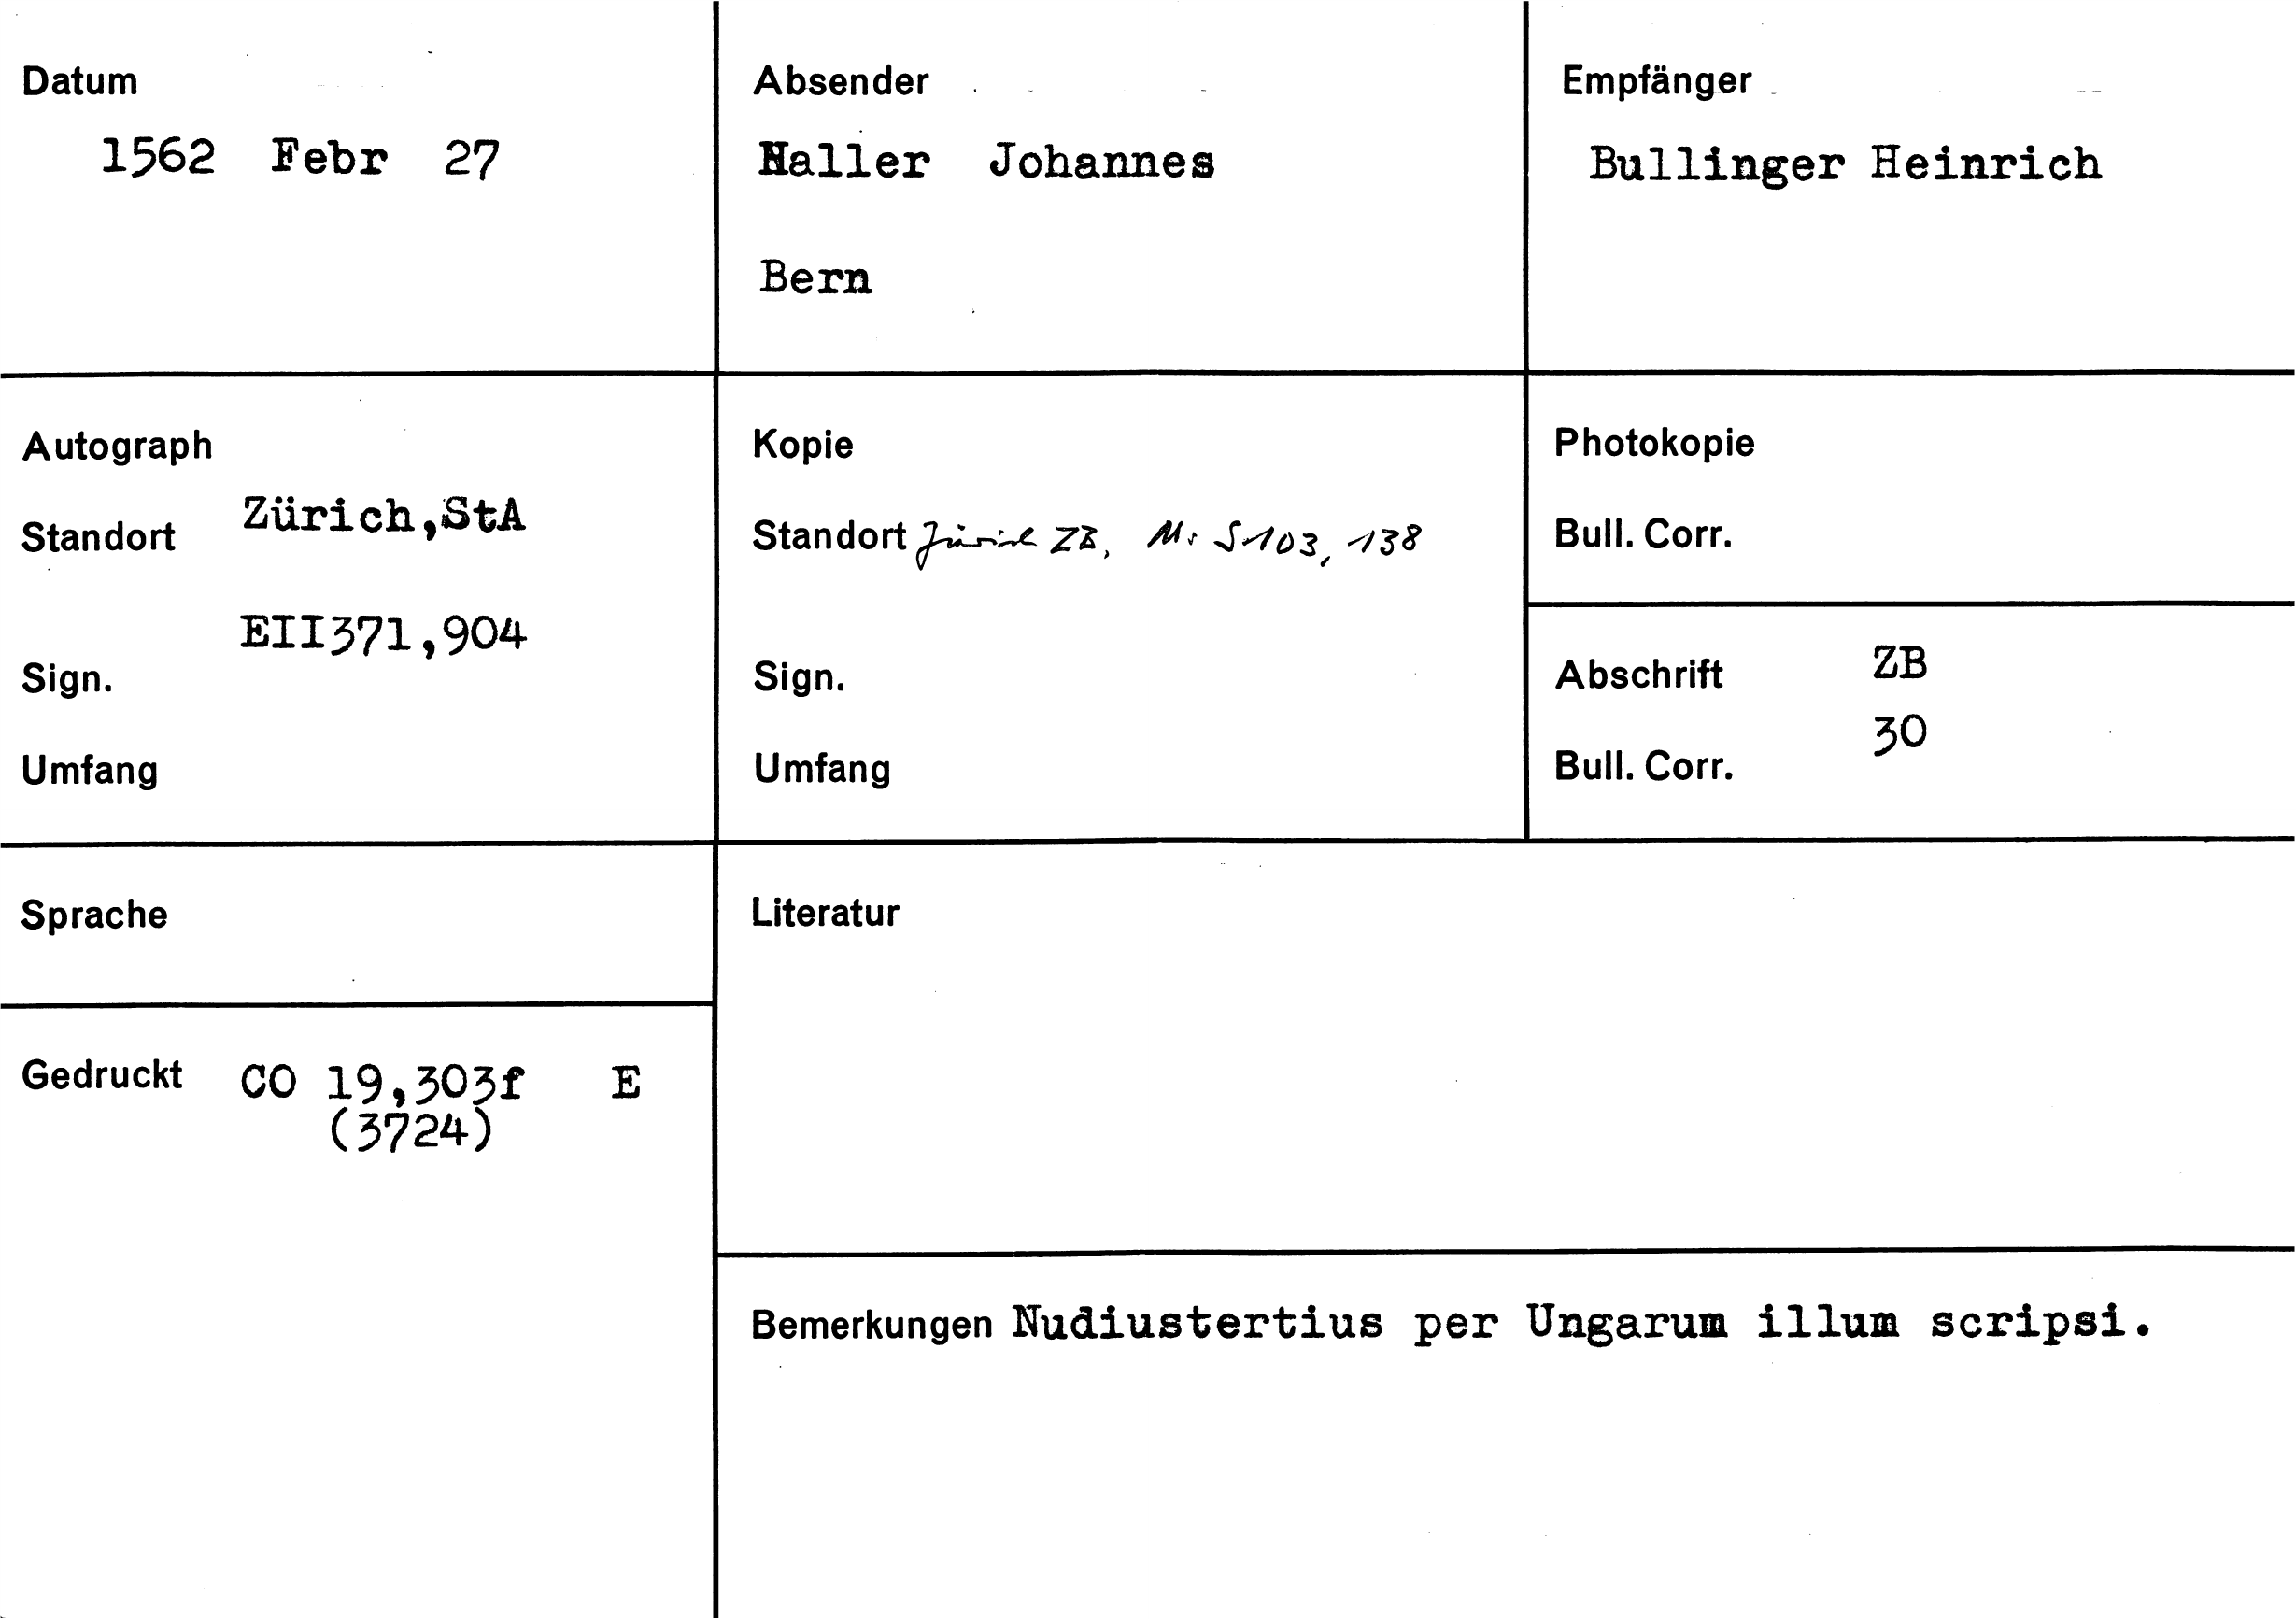 Datum
1562 Febr 27
Absender
Haller Johannes
Bern
Empfänger
Bullinger Heinrich
Autograph
Standort Zürich,StA
EII371,904
Sign.
Umfang
Kopie
Standort Zürich ZB, Ms S 103, 138
Sign.
Umfang
Photokopie
Bull. Corr.
Abschrift ZB
30
Bull. Corr.
Sprache
Literatur
Gedruckt CO 19,303f E
(3724)
Bemerkungen Nudiustertius per Ungarum illum scripsi.